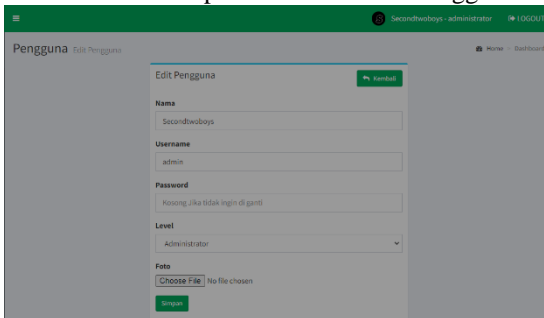 Secondtwoboys - administrator LOGOUT
Pengguna Edit Pengguna
Home > Dashboard
Edit Pengguna
Kembali
Nama
Secondtwoboys
Username
admin
Password
Kosong Jika tidak ingin di ganti
Level
Administrator
Foto
Choose File No file chosen
Simpan